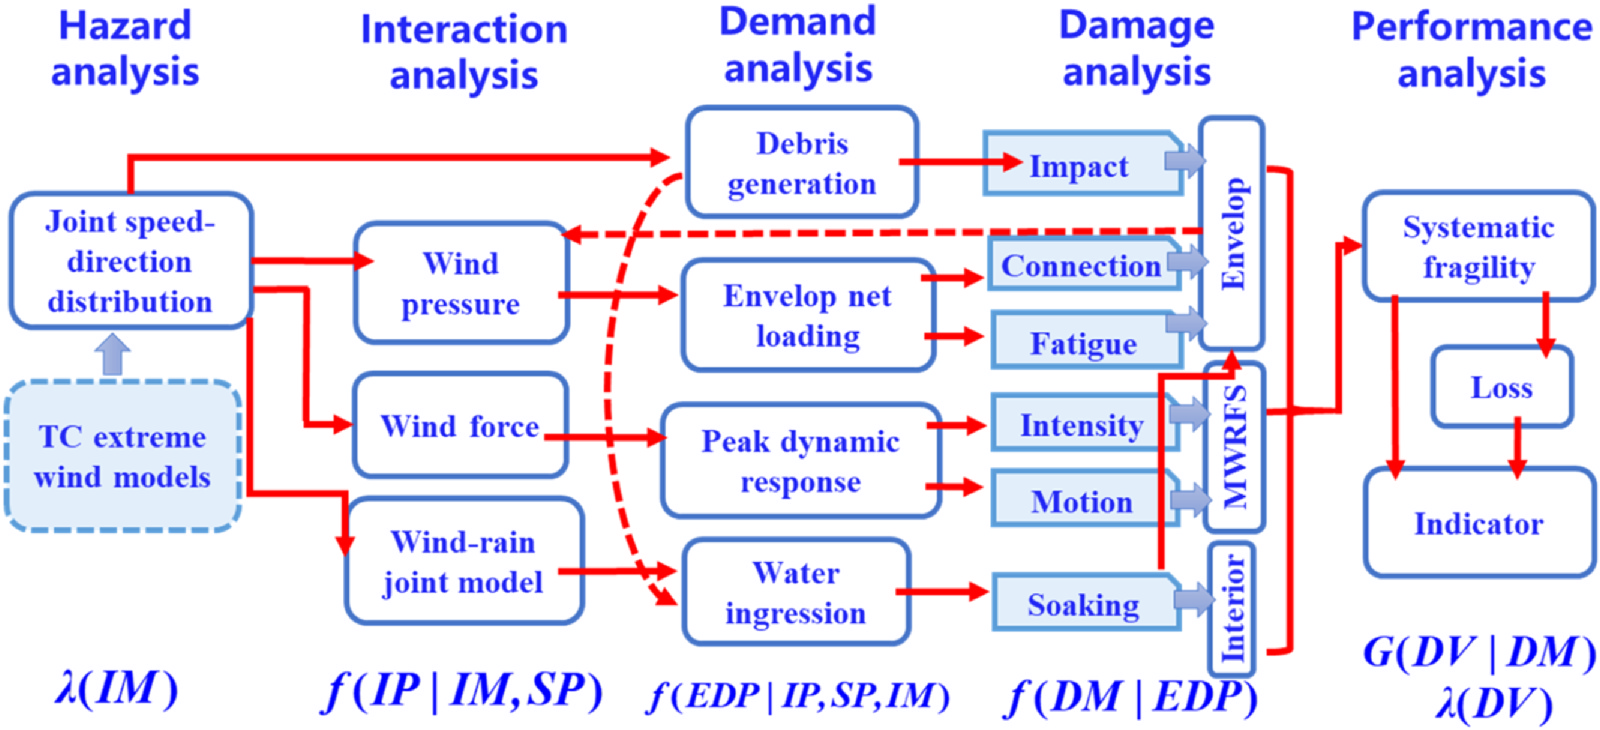 Hazard
analysis
Interaction
analysis
Demand
analysis
Damage
analysis
Performance
analysis
Joint speed-
direction
distribution
TC extreme
wind models
λ(IM)
Wind
pressure
Wind force
Wind-rain
joint model
f(IP | IM, SP)
Debris
generation
Envelop net
loading
Peak dynamic
response
Water
ingression
f(EDP | IP, SP, IM)
Impact
Connection
Fatigue
Intensity
Motion
Soaking
Envelop
MWRFS
Interior
f(DM | EDP)
Systematic
fragility
Loss
Indicator
G(DV | DM)
λ(DV)